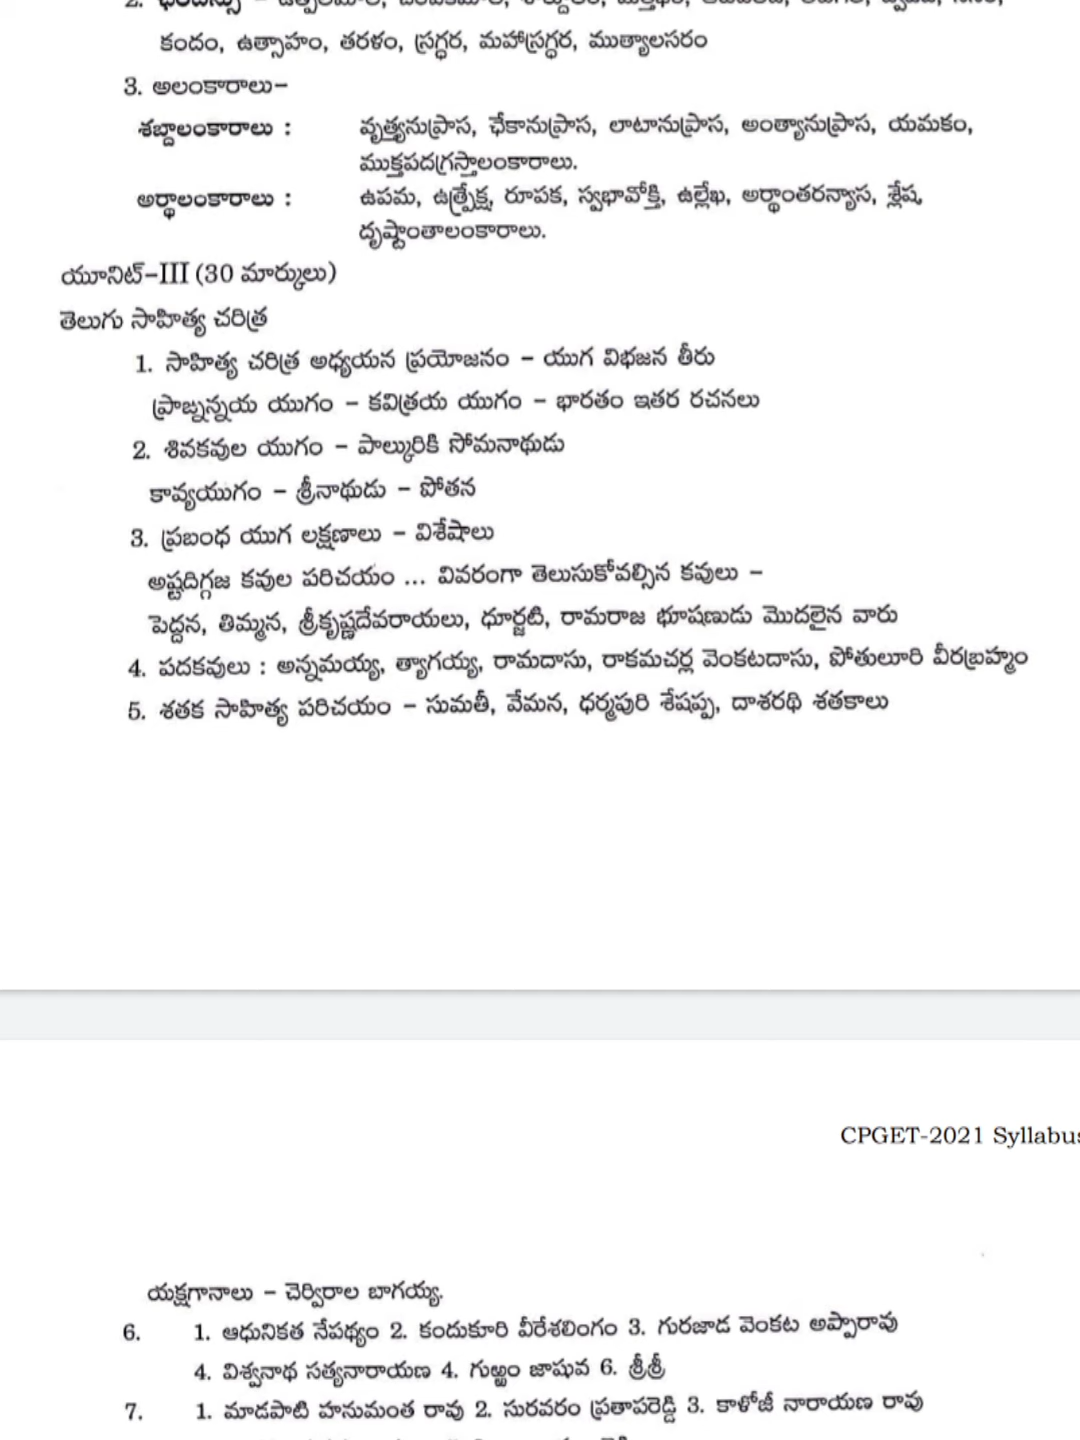 కందం, ఉత్సాహం, తరళం, స్రగ్ధర, మహాస్రగ్ధర, ముత్యాలసరం
3. అలంకారాలు-
శబ్దాలంకారాలు : వృత్త్యనుప్రాస, ఛేకానుప్రాస, లాటానుప్రాస, అంత్యానుప్రాస, యమకం,
ముక్తపదగ్రస్తాలంకారాలు.
అర్థాలంకారాలు : ఉపమ, ఉత్ప్రేక్ష, రూపక, స్వభావోక్తి, ఉల్లేఖ, అర్థాంతరన్యాస, శ్లేష,
దృష్టాంతాలంకారాలు.
యూనిట్-III (30 మార్కులు)
తెలుగు సాహిత్య చరిత్ర
1. సాహిత్య చరిత్ర అధ్యయన ప్రయోజనం - యుగ విభజన తీరు
ప్రాఙ్నన్నయ యుగం - కవిత్రయ యుగం - భారతం ఇతర రచనలు
2. శివకవుల యుగం - పాల్కురికి సోమనాథుడు
కావ్యయుగం - శ్రీనాథుడు - పోతన
3. ప్రబంధ యుగ లక్షణాలు - విశేషాలు
అష్టదిగ్గజ కవుల పరిచయం ... వివరంగా తెలుసుకోవల్సిన కవులు -
పెద్దన, తిమ్మన, శ్రీకృష్ణదేవరాయలు, ధూర్జటి, రామరాజ భూషణుడు మొదలైన వారు
4. పదకవులు : అన్నమయ్య, త్యాగయ్య, రామదాసు, రాకమచర్ల వెంకటదాసు, పోతులూరి వీరబ్రహ్మం
5. శతక సాహిత్య పరిచయం - సుమతీ, వేమన, ధర్మపురి శేషప్ప, దాశరథి శతకాలు
CPGET-2021 Syllabus
యక్షగానాలు - చెర్విరాల బాగయ్య.
6. 1. ఆధునికత నేపథ్యం 2. కందుకూరి వీరేశలింగం 3. గురజాడ వెంకట అప్పారావు
4. విశ్వనాథ సత్యనారాయణ 4. గుఱ్ఱం జాషువ 6. శ్రీశ్రీ
7. 1. మాడపాటి హనుమంత రావు 2. సురవరం ప్రతాపరెడ్డి 3. కాళోజీ నారాయణ రావు